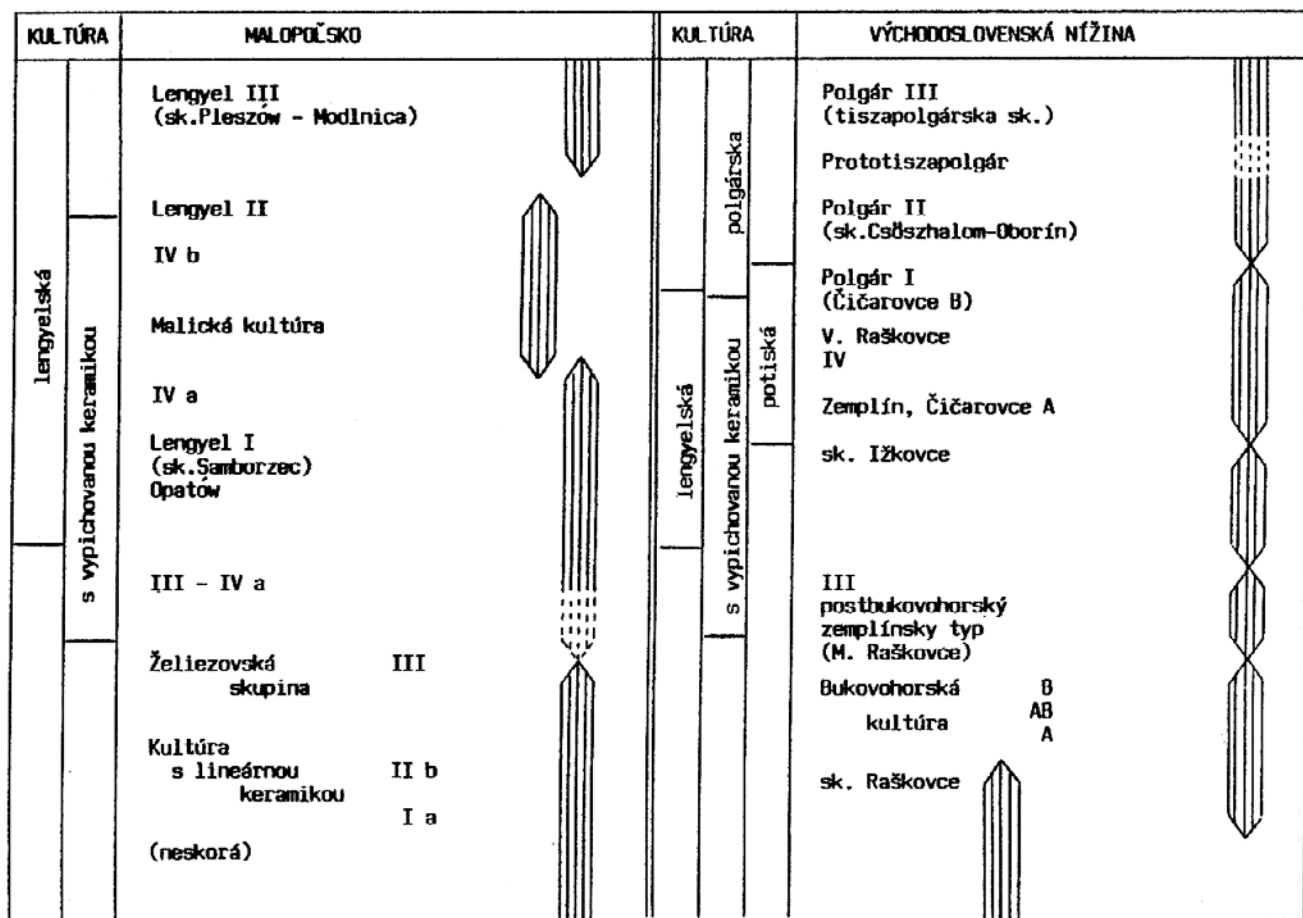 KULTÚRA
MALOPOĽSKO
lengyelská
s vypichovanou keramikou
Lengyel III
(sk.Pleszów - Modlnica)
Lengyel II
IV b
Malická kultúra
IV a
Lengyel I
(sk.Samborzec)
Opatów
III - IV a
Želiezovská III
skupina
Kultúra
s lineárnou II b
keramikou
I a
(neskorá)
KULTÚRA
VÝCHODOSLOVENSKÁ NÍŽINA
lengyelská
polgárska
s vypichovanou keramikou
potiská
Polgár III
(tiszapolgárska sk.)
Prototiszapolgár
Polgár II
(sk.Csöszhalom-Oborín)
Polgár I
(Čičarovce B)
V. Raškovce
IV
Zemplín, Čičarovce A
sk. Ižkovce
III
postbukovohorský
zemplínsky typ
(M. Raškovce)
Bukovohorská B
kultúra AB
A
sk. Raškovce